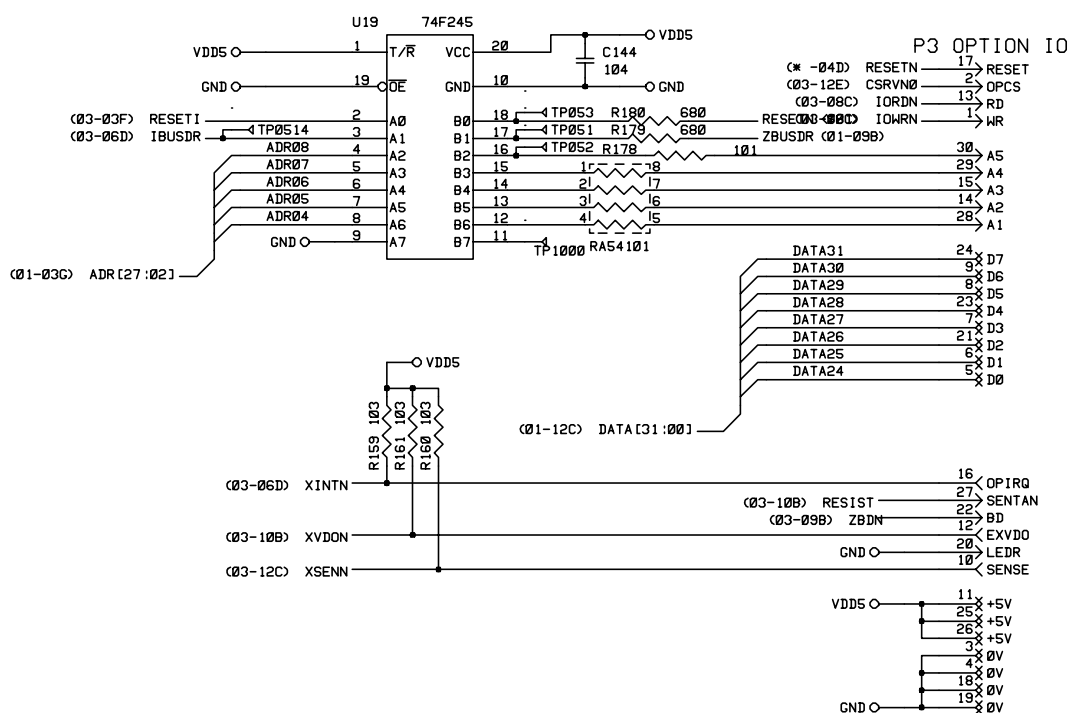 U19 74F245
VDD5 1 T/R VCC 20 VDD5
C144
104
GND 19 OE GND 10 GND
P3 OPTION IO
(* -04D) RESETN 17 RESET
(03-12E) CSRVN0 2 OPCS
(03-08C) IORDN 13 RD
IOWRN 1 WR
(03-03F) RESETI 2 A0 B0 18 TP053 R180 680
(03-06D) IBUSDR TP0514 3 A1 B1 17 TP051 R179 680 ZBUSDR (01-09B)
ADR08 4 A2 B2 16 TP052 R178 101 30 A5
ADR07 5 A3 B3 15 1 8 29 A4
ADR06 6 A4 B4 14 2 7 15 A3
ADR05 7 A5 B5 13 3 6 14 A2
ADR04 8 A6 B6 12 4 5 28 A1
GND 9 A7 B7 11 TP1000 RA54101
(01-03G) ADR[27:02]
DATA31 24 D7
DATA30 9 D6
DATA29 8 D5
DATA28 23 D4
DATA27 7 D3
DATA26 21 D2
DATA25 6 D1
DATA24 5 D0
(01-12C) DATA[31:00]
VDD5
R159 103
R161 103
R160 103
(03-06D) XINTN 16 OPIRQ
(03-10B) RESIST 27 SENTAN
(03-09B) ZBDN 22 BD
(03-10B) XVDON 12 EXVDO
GND 20 LEDR
(03-12C) XSENN 10 SENSE
VDD5 11 +5V
25 +5V
26 +5V
3 0V
4 0V
18 0V
GND 19 0V